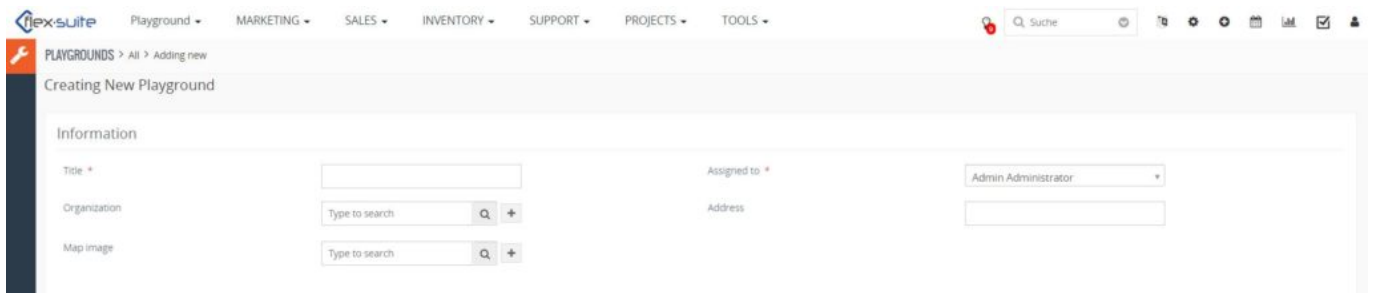 flex-suite Playground MARKETING SALES INVENTORY SUPPORT PROJECTS TOOLS Suche
PLAYGROUNDS > All > Adding new
Creating New Playground
Information
Title * Assigned to * Admin Administrator
Organization Type to search Address
Map image Type to search